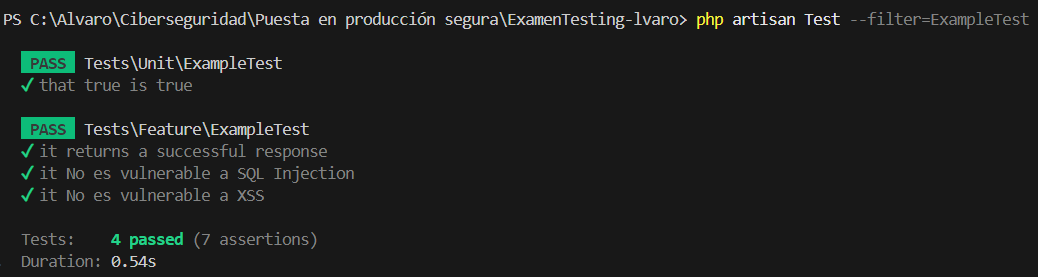 PS C:\Alvaro\Ciberseguridad\Puesta en producción segura\ExamenTesting-lvaro> php artisan Test --filter=ExampleTest
PASS Tests\Unit\ExampleTest
✓ that true is true
PASS Tests\Feature\ExampleTest
✓ it returns a successful response
✓ it No es vulnerable a SQL Injection
✓ it No es vulnerable a XSS
Tests: 4 passed (7 assertions)
Duration: 0.54s